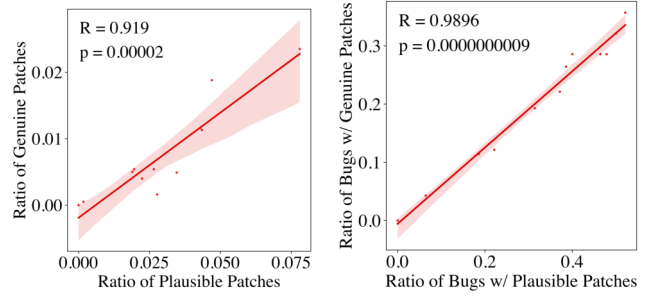 R = 0.919
p = 0.00002
Ratio of Genuine Patches
0.02
0.01
0.00
0.000
0.025
0.050
0.075
Ratio of Plausible Patches
R = 0.9896
p = 0.0000000009
Ratio of Bugs w/ Genuine Patches
0.3
0.2
0.1
0.0
0.0
0.2
0.4
Ratio of Bugs w/ Plausible Patches